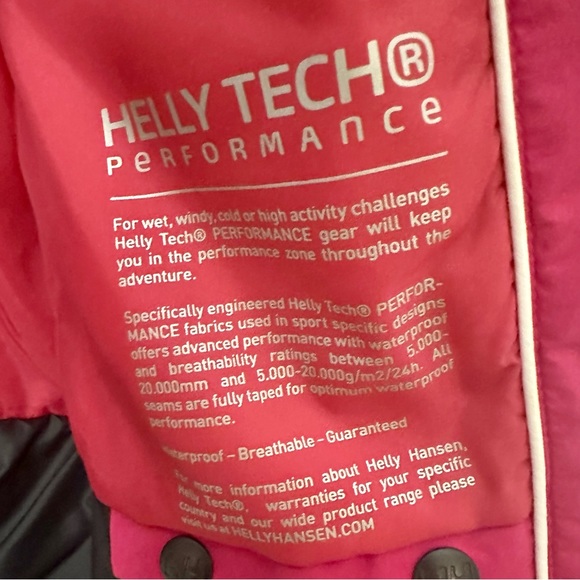 HELLY TECH®
PERFORMANCE
For wet, windy, cold or high activity challenges
Helly Tech® PERFORMANCE gear will keep
you in the performance zone throughout the
adventure.
Specifically engineered Helly Tech® PERFOR-
MANCE fabrics used in sport specific designs
offers advanced performance with waterproof
and breathability ratings between 5.000-
20.000mm and 5.000-20.000g/m2/24h. All
seams are fully taped for optimum waterproof
performance.
Waterproof - Breathable - Guaranteed
For more information about Helly Hansen,
Helly Tech®, warranties for your specific
country and our wide product range please
visit us at HELLYHANSEN.COM